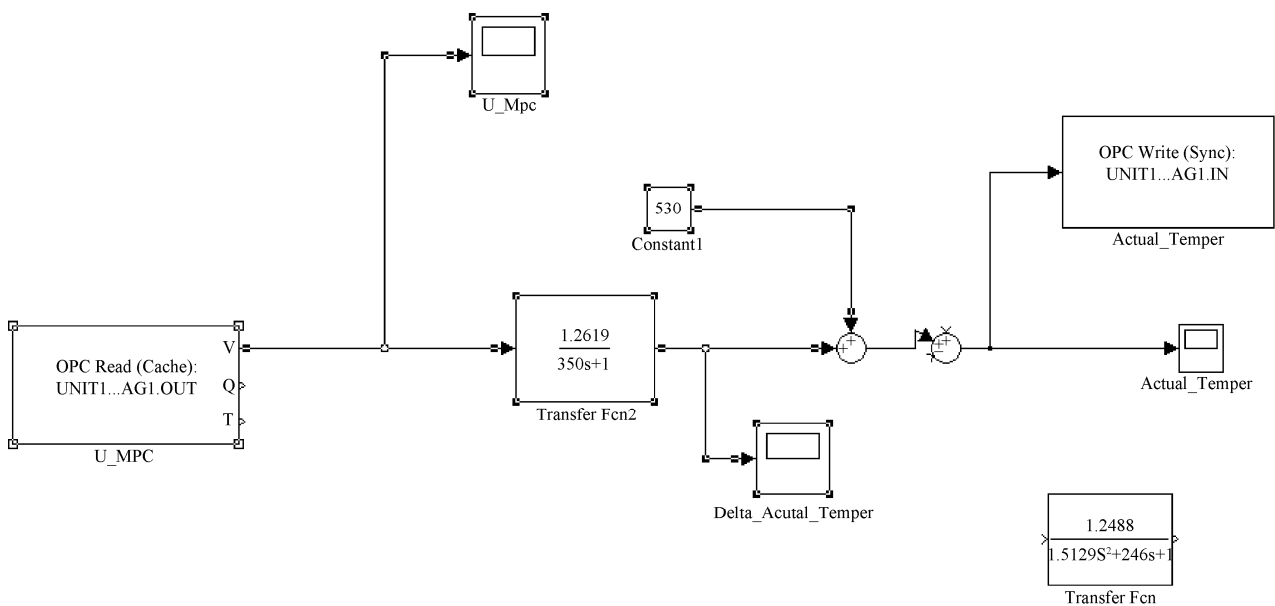 U_Mpc
OPC Write (Sync):
UNIT1...AG1.IN
Actual_Temper
530
Constant1
OPC Read (Cache):
UNIT1...AG1.OUT
V
Q
T
U_MPC
1.2619
350s+1
Transfer Fcn2
++
++
Actual_Temper
Delta_Acutal_Temper
1.2488
1.5129S²+246s+1
Transfer Fcn